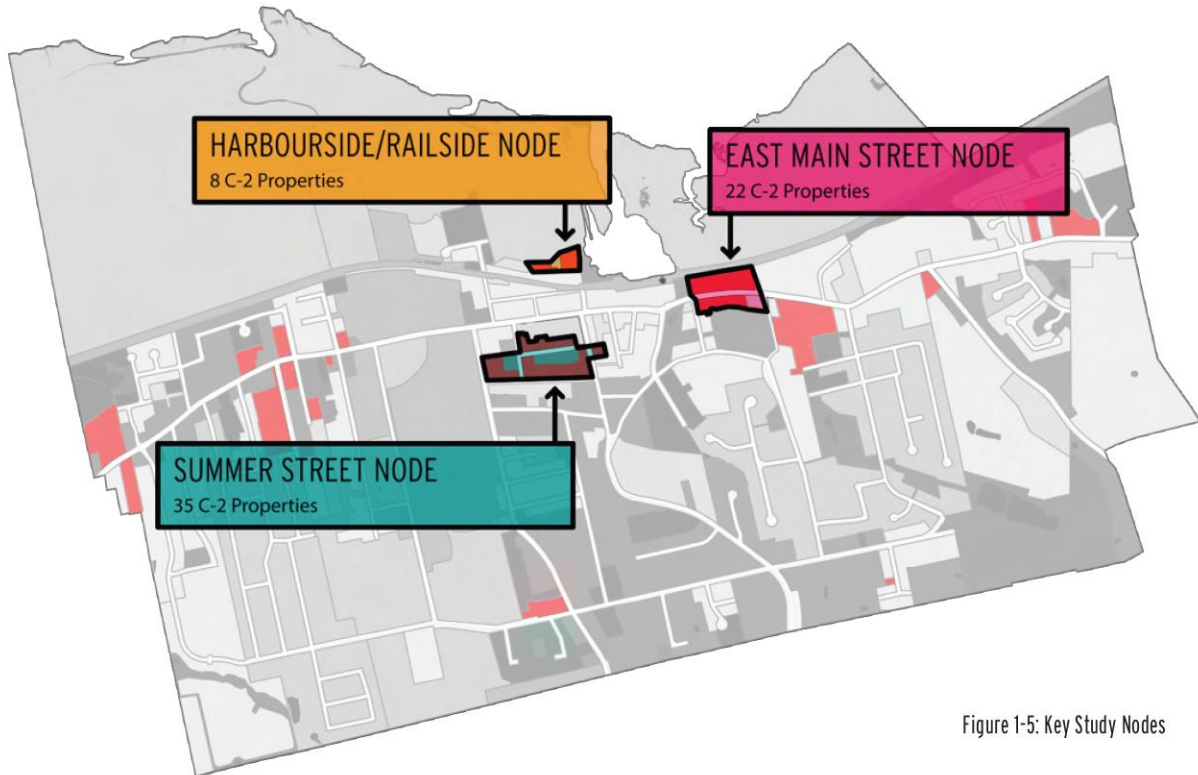 HARBOURSIDE/RAILSIDE NODE
8 C-2 Properties
EAST MAIN STREET NODE
22 C-2 Properties
SUMMER STREET NODE
35 C-2 Properties
Figure 1-5: Key Study Nodes